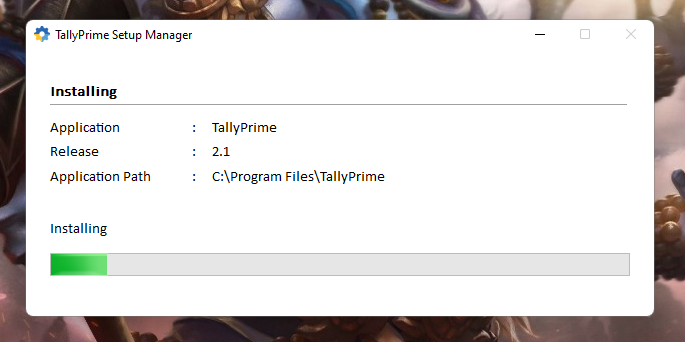 TallyPrime Setup Manager
Installing
Application : TallyPrime
Release : 2.1
Application Path : C:\Program Files\TallyPrime
Installing